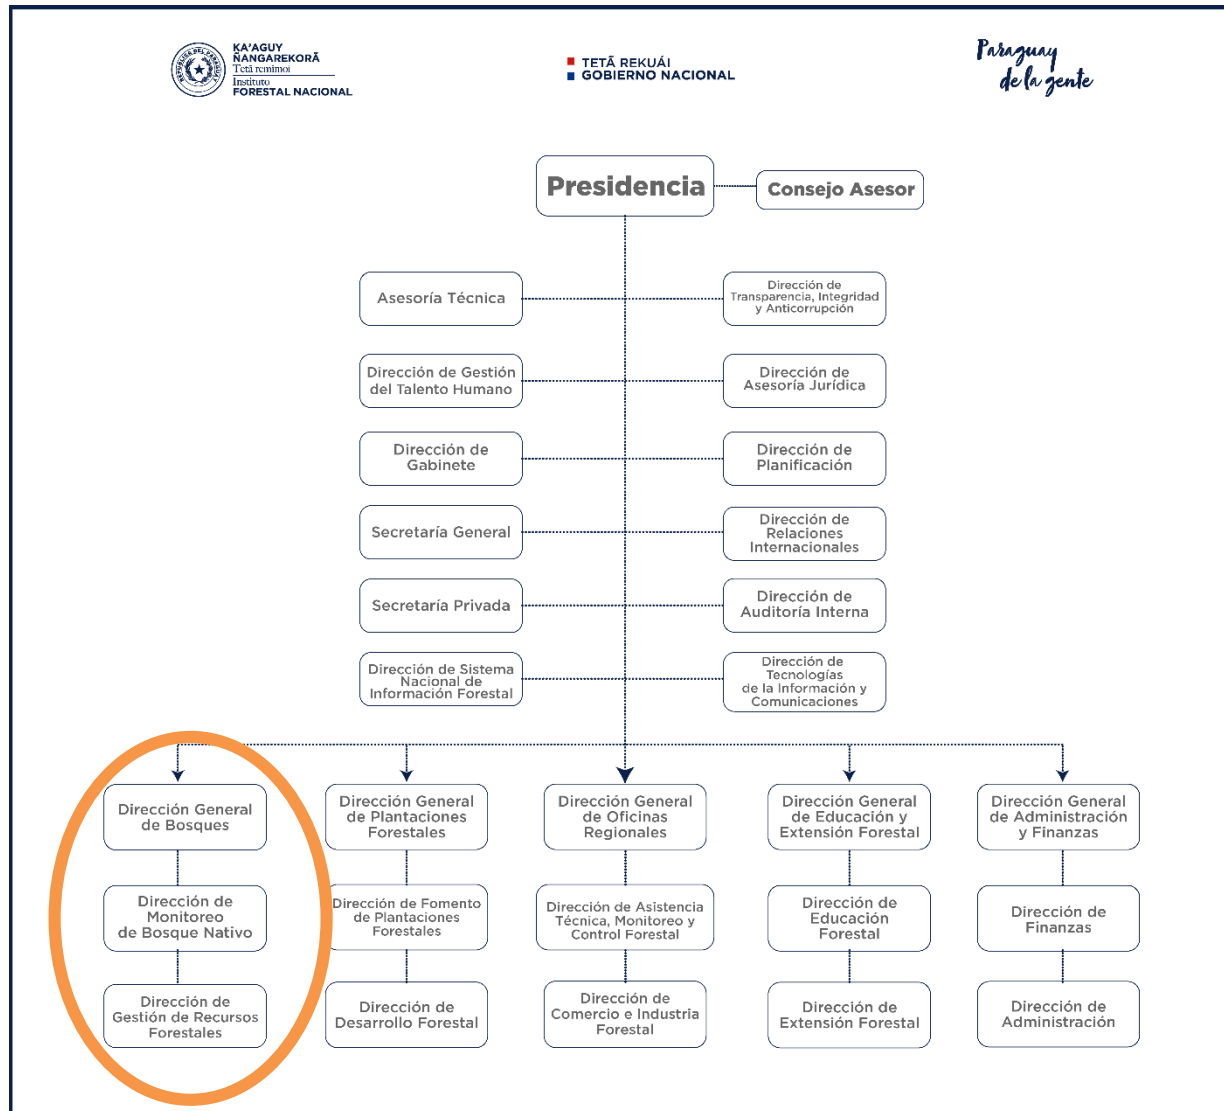 REPUBLICA DEL PARAGUAY
KA'AGUY
ÑANGAREKORÃ
Tetã remimoi
Instituto
FORESTAL NACIONAL
TETÃ REKUÁI
GOBIERNO NACIONAL
Paraguay
de la gente
Presidencia
Consejo Asesor
Asesoría Técnica
Dirección de
Transparencia, Integridad
y Anticorrupción
Dirección de Gestión
del Talento Humano
Dirección de
Asesoría Jurídica
Dirección de
Gabinete
Dirección de
Planificación
Secretaría General
Dirección de
Relaciones
Internacionales
Secretaría Privada
Dirección de
Auditoría Interna
Dirección de Sistema
Nacional de
Información Forestal
Dirección de
Tecnologías
de la Información y
Comunicaciones
Dirección General
de Bosques
Dirección General
de Plantaciones
Forestales
Dirección General
de Oficinas
Regionales
Dirección General
de Educación y
Extensión Forestal
Dirección General
de Administración
y Finanzas
Dirección de
Monitoreo
de Bosque Nativo
Dirección de Fomento
de Plantaciones
Forestales
Dirección de Asistencia
Técnica, Monitoreo y
Control Forestal
Dirección de
Educación
Forestal
Dirección de
Finanzas
Dirección de
Gestión de Recursos
Forestales
Dirección de
Desarrollo Forestal
Dirección de
Comercio e Industria
Forestal
Dirección de
Extensión Forestal
Dirección de
Administración